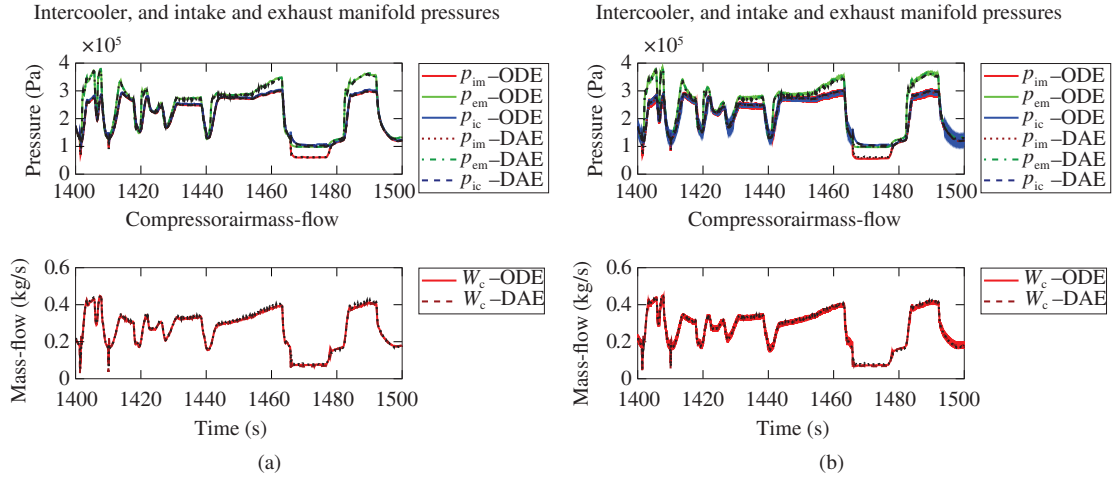 Intercooler, and intake and exhaust manifold pressures
×10⁵
Pressure (Pa)
4
3
2
1
0
1400 1420 1440 1460 1480 1500
Compressorairmass-flow
p_im–ODE
p_em–ODE
p_ic –ODE
p_im–DAE
p_em–DAE
p_ic –DAE
Mass-flow (kg/s)
0.6
0.4
0.2
0
1400 1420 1440 1460 1480 1500
Time (s)
W_c–ODE
W_c–DAE
(a)
Intercooler, and intake and exhaust manifold pressures
×10⁵
Pressure (Pa)
4
3
2
1
0
1400 1420 1440 1460 1480 1500
Compressorairmass-flow
p_im–ODE
p_em–ODE
p_ic –ODE
p_im–DAE
p_em–DAE
p_ic –DAE
Mass-flow (kg/s)
0.6
0.4
0.2
0
1400 1420 1440 1460 1480 1500
Time (s)
W_c–ODE
W_c–DAE
(b)